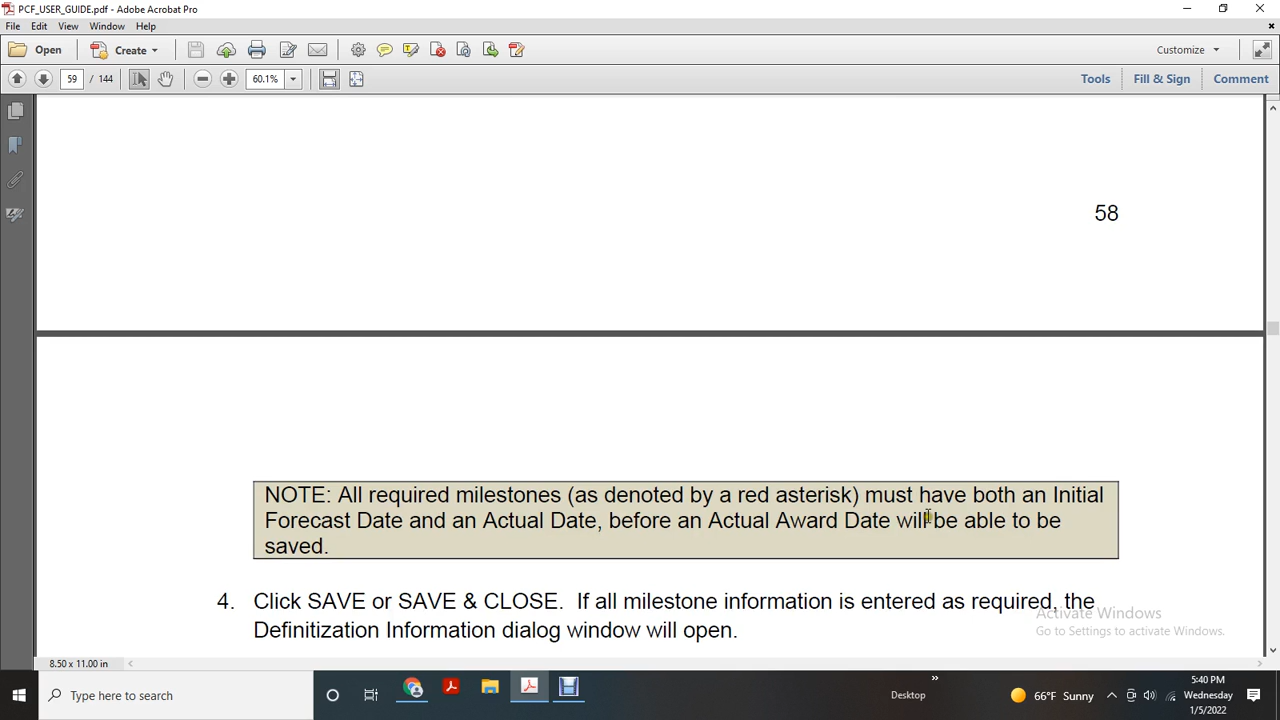 PCF_USER_GUIDE.pdf - Adobe Acrobat Pro
File Edit View Window Help
Open Create Customize
59 / 144 60.1% Tools Fill & Sign Comment
58
NOTE: All required milestones (as denoted by a red asterisk) must have both an Initial
Forecast Date and an Actual Date, before an Actual Award Date will be able to be
saved.
4. Click SAVE or SAVE & CLOSE. If all milestone information is entered as required, the
Definitization Information dialog window will open.
Activate Windows
Go to Settings to activate Windows.
8.50 x 11.00 in
Type here to search
Desktop
66°F Sunny
5:40 PM
Wednesday
1/5/2022